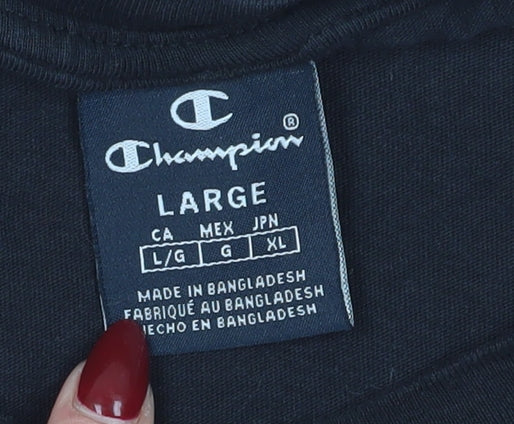 C
Champion®
LARGE
CA MEX JPN
L/G G XL
MADE IN BANGLADESH
FABRIQUÉ AU BANGLADESH
HECHO EN BANGLADESH